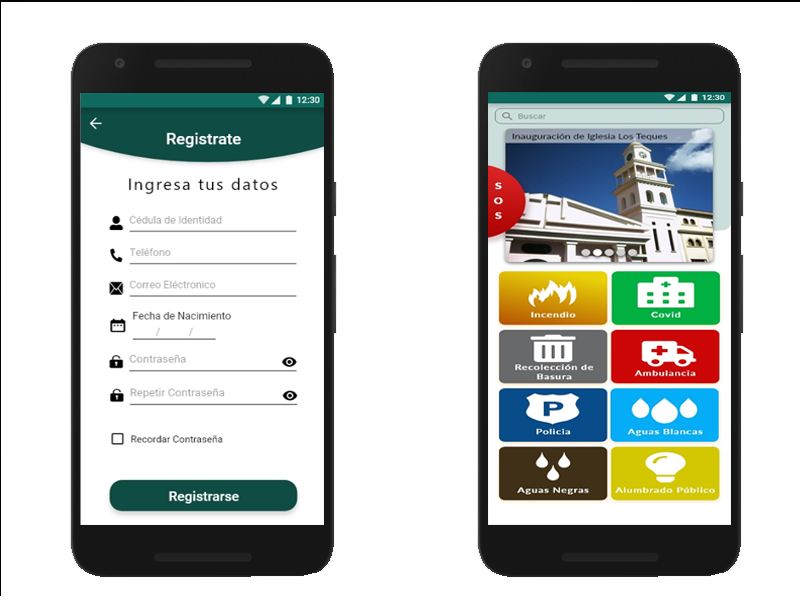 12:30
Registrate
Ingresa tus datos
Cédula de Identidad
Teléfono
Correo Eléctronico
Fecha de Nacimiento
/ /
Contraseña
Repetir Contraseña
Recordar Contraseña
Registrarse
12:30
Buscar
Inauguración de Iglesia Los Teques
S
O
S
Incendio
Covid
Recolección de
Basura
Ambulancia
P
Policia
Aguas Blancas
Aguas Negras
Alumbrado Público